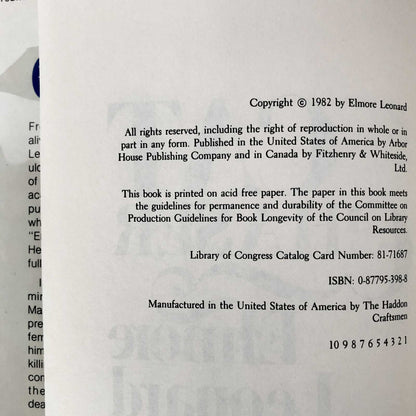 Copyright © 1982 by Elmore Leonard
All rights reserved, including the right of reproduction in whole or in
part in any form. Published in the United States of America by Arbor
House Publishing Company and in Canada by Fitzhenry & Whiteside,
Ltd.
This book is printed on acid free paper. The paper in this book meets
the guidelines for permanence and durability of the Committee on
Production Guidelines for Book Longevity of the Council on Library
Resources.
Library of Congress Catalog Card Number: 81-71687
ISBN: 0-87795-398-8
Manufactured in the United States of America by The Haddon
Craftsmen
10 9 8 7 6 5 4 3 2 1
Elmore
Leonard